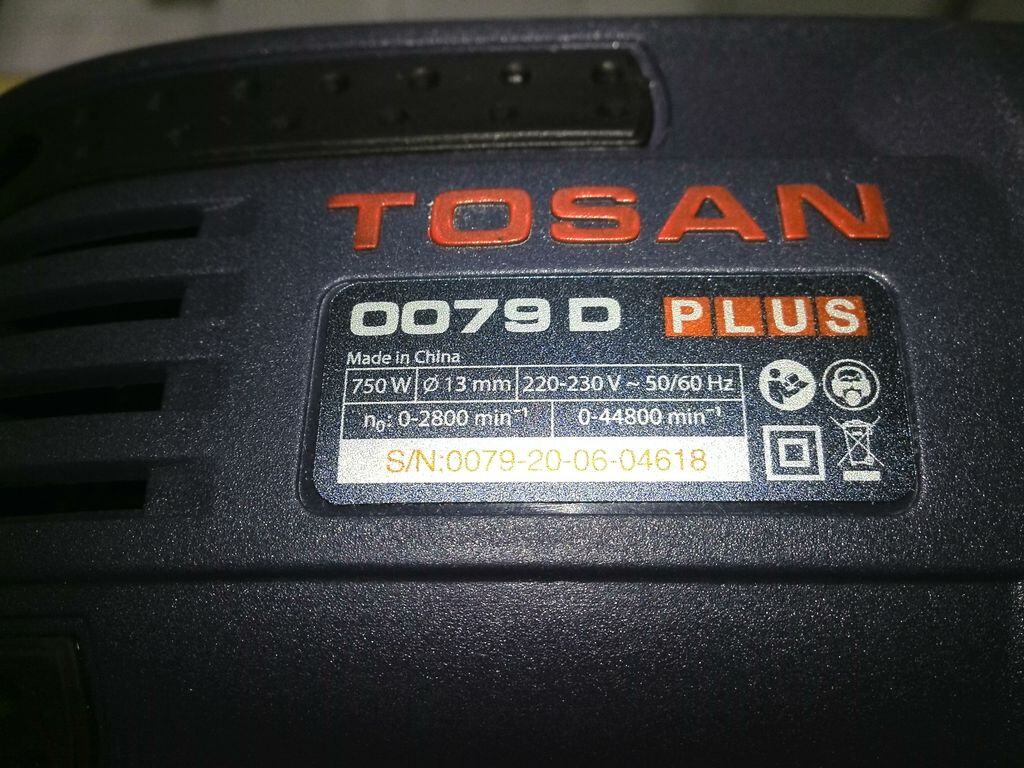 TOSAN
0079 D PLUS
Made in China
750 W Ø 13 mm 220-230 V ~ 50/60 Hz
n₀: 0-2800 min⁻¹ 0-44800 min⁻¹
S/N:0079-20-06-04618